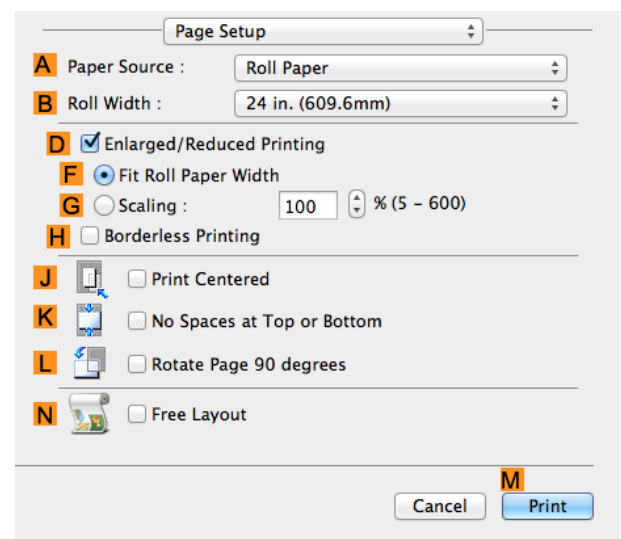 Page Setup
A Paper Source : Roll Paper
B Roll Width : 24 in. (609.6mm)
D Enlarged/Reduced Printing
F Fit Roll Paper Width
G Scaling : 100 % (5 – 600)
H Borderless Printing
J Print Centered
K No Spaces at Top or Bottom
L Rotate Page 90 degrees
N Free Layout
M
Cancel Print